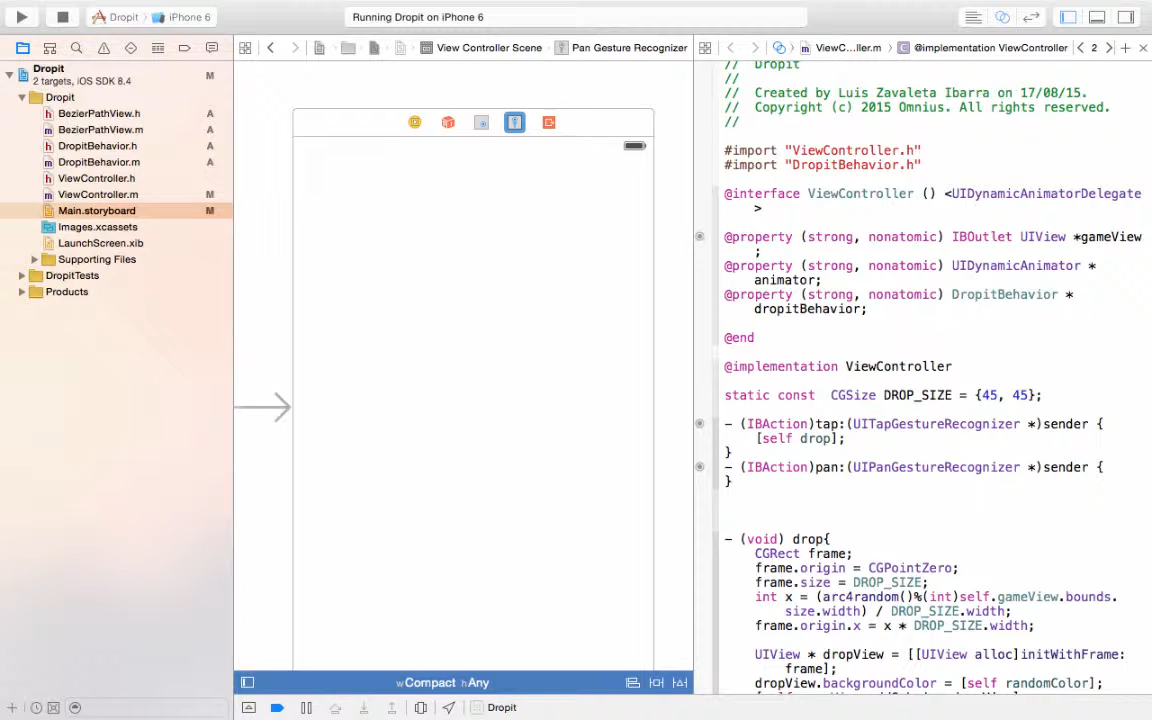 Dropit
iPhone 6
Running Dropit on iPhone 6
View Controller Scene
Pan Gesture Recognizer
ViewC...ller.m
@implementation ViewController
2
Dropit
M
2 targets, iOS SDK 8.4
Dropit
h BezierPathView.h A
m BezierPathView.m A
h DropitBehavior.h A
m DropitBehavior.m A
h ViewController.h
m ViewController.m M
Main.storyboard M
Images.xcassets
LaunchScreen.xib
Supporting Files
DropitTests
Products
wCompact hAny
Dropit
//  Dropit
//
//  Created by Luis Zavaleta Ibarra on 17/08/15.
//  Copyright (c) 2015 Omnius. All rights reserved.
//
#import "ViewController.h"
#import "DropitBehavior.h"
@interface ViewController () <UIDynamicAnimatorDelegate
>
@property (strong, nonatomic) IBOutlet UIView *gameView
;
@property (strong, nonatomic) UIDynamicAnimator *
animator;
@property (strong, nonatomic) DropitBehavior *
dropitBehavior;
@end
@implementation ViewController
static const  CGSize DROP_SIZE = {45, 45};
- (IBAction)tap:(UITapGestureRecognizer *)sender {
[self drop];
}
- (IBAction)pan:(UIPanGestureRecognizer *)sender {
}
- (void) drop{
CGRect frame;
frame.origin = CGPointZero;
frame.size = DROP_SIZE;
int x = (arc4random()%(int)self.gameView.bounds.
size.width) / DROP_SIZE.width;
frame.origin.x = x * DROP_SIZE.width;
UIView * dropView = [[UIView alloc]initWithFrame:
frame];
dropView.backgroundColor = [self randomColor];